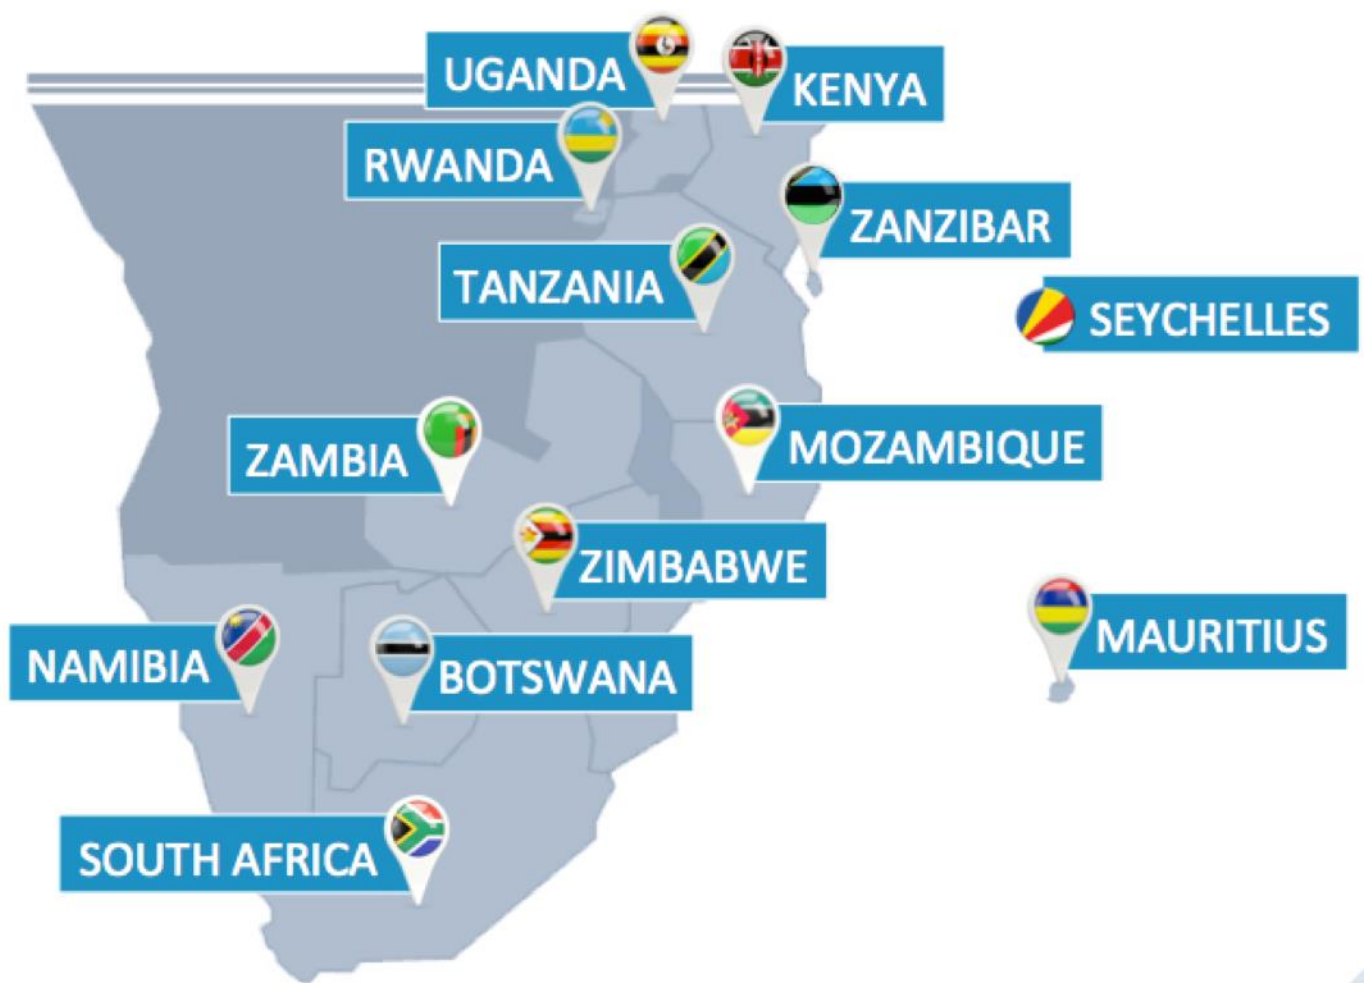 UGANDA
KENYA
RWANDA
ZANZIBAR
TANZANIA
SEYCHELLES
ZAMBIA
MOZAMBIQUE
ZIMBABWE
NAMIBIA
BOTSWANA
MAURITIUS
SOUTH AFRICA